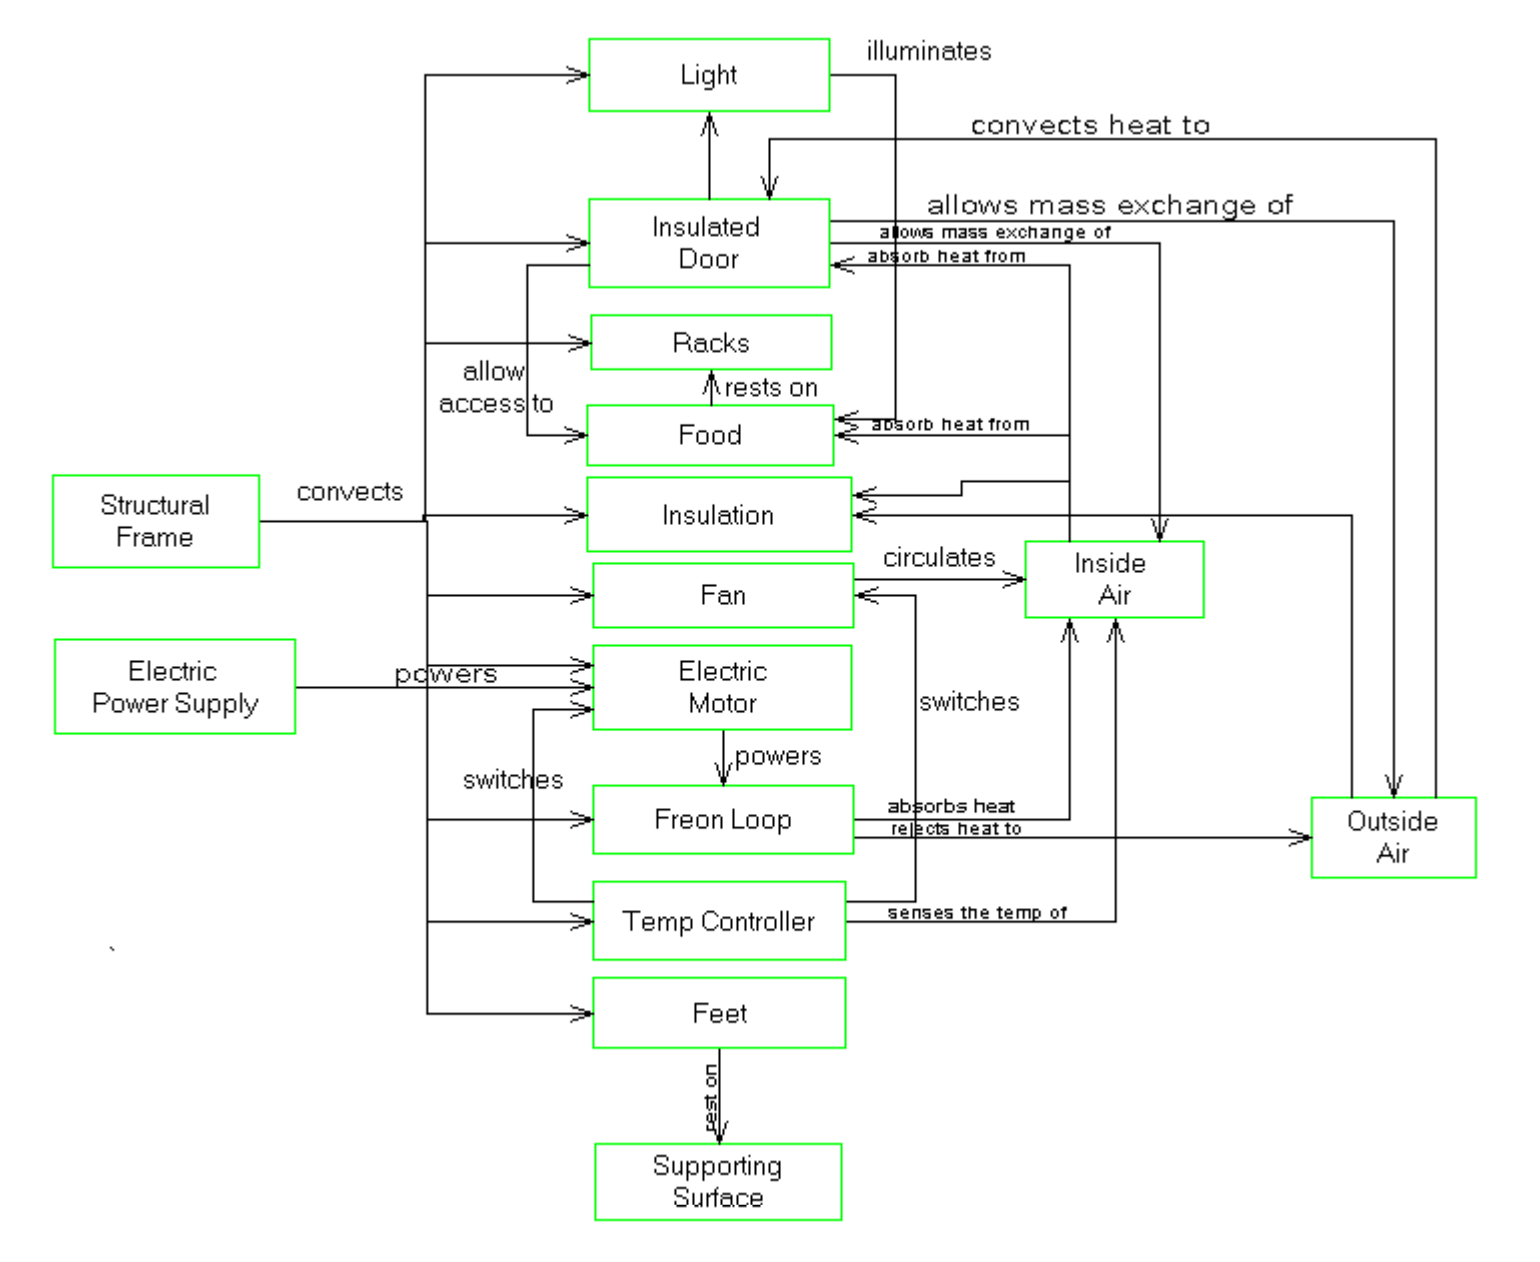 illuminates
Light
convects heat to
allows mass exchange of
Insulated
Door
allows mass exchange of
absorb heat from
Racks
allow
access to
rests on
Food
absorb heat from
Structural
Frame
convects
Insulation
circulates
Inside
Air
Fan
Electric
Power Supply
powers
Electric
Motor
switches
powers
switches
Freon Loop
absorbs heat
rejects heat to
Outside
Air
Temp Controller
senses the temp of
Feet
rest on
Supporting
Surface